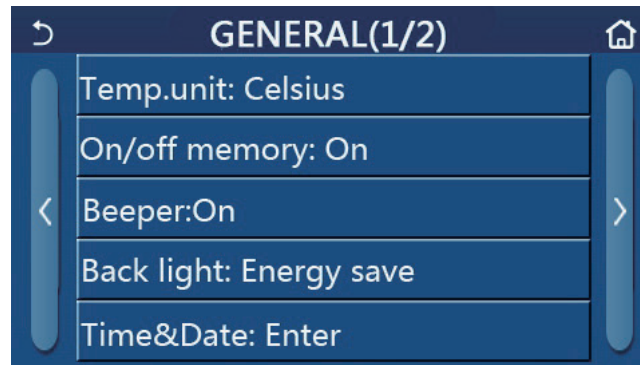 GENERAL(1/2)
Temp.unit: Celsius
On/off memory: On
Beeper:On
Back light: Energy save
Time&Date: Enter